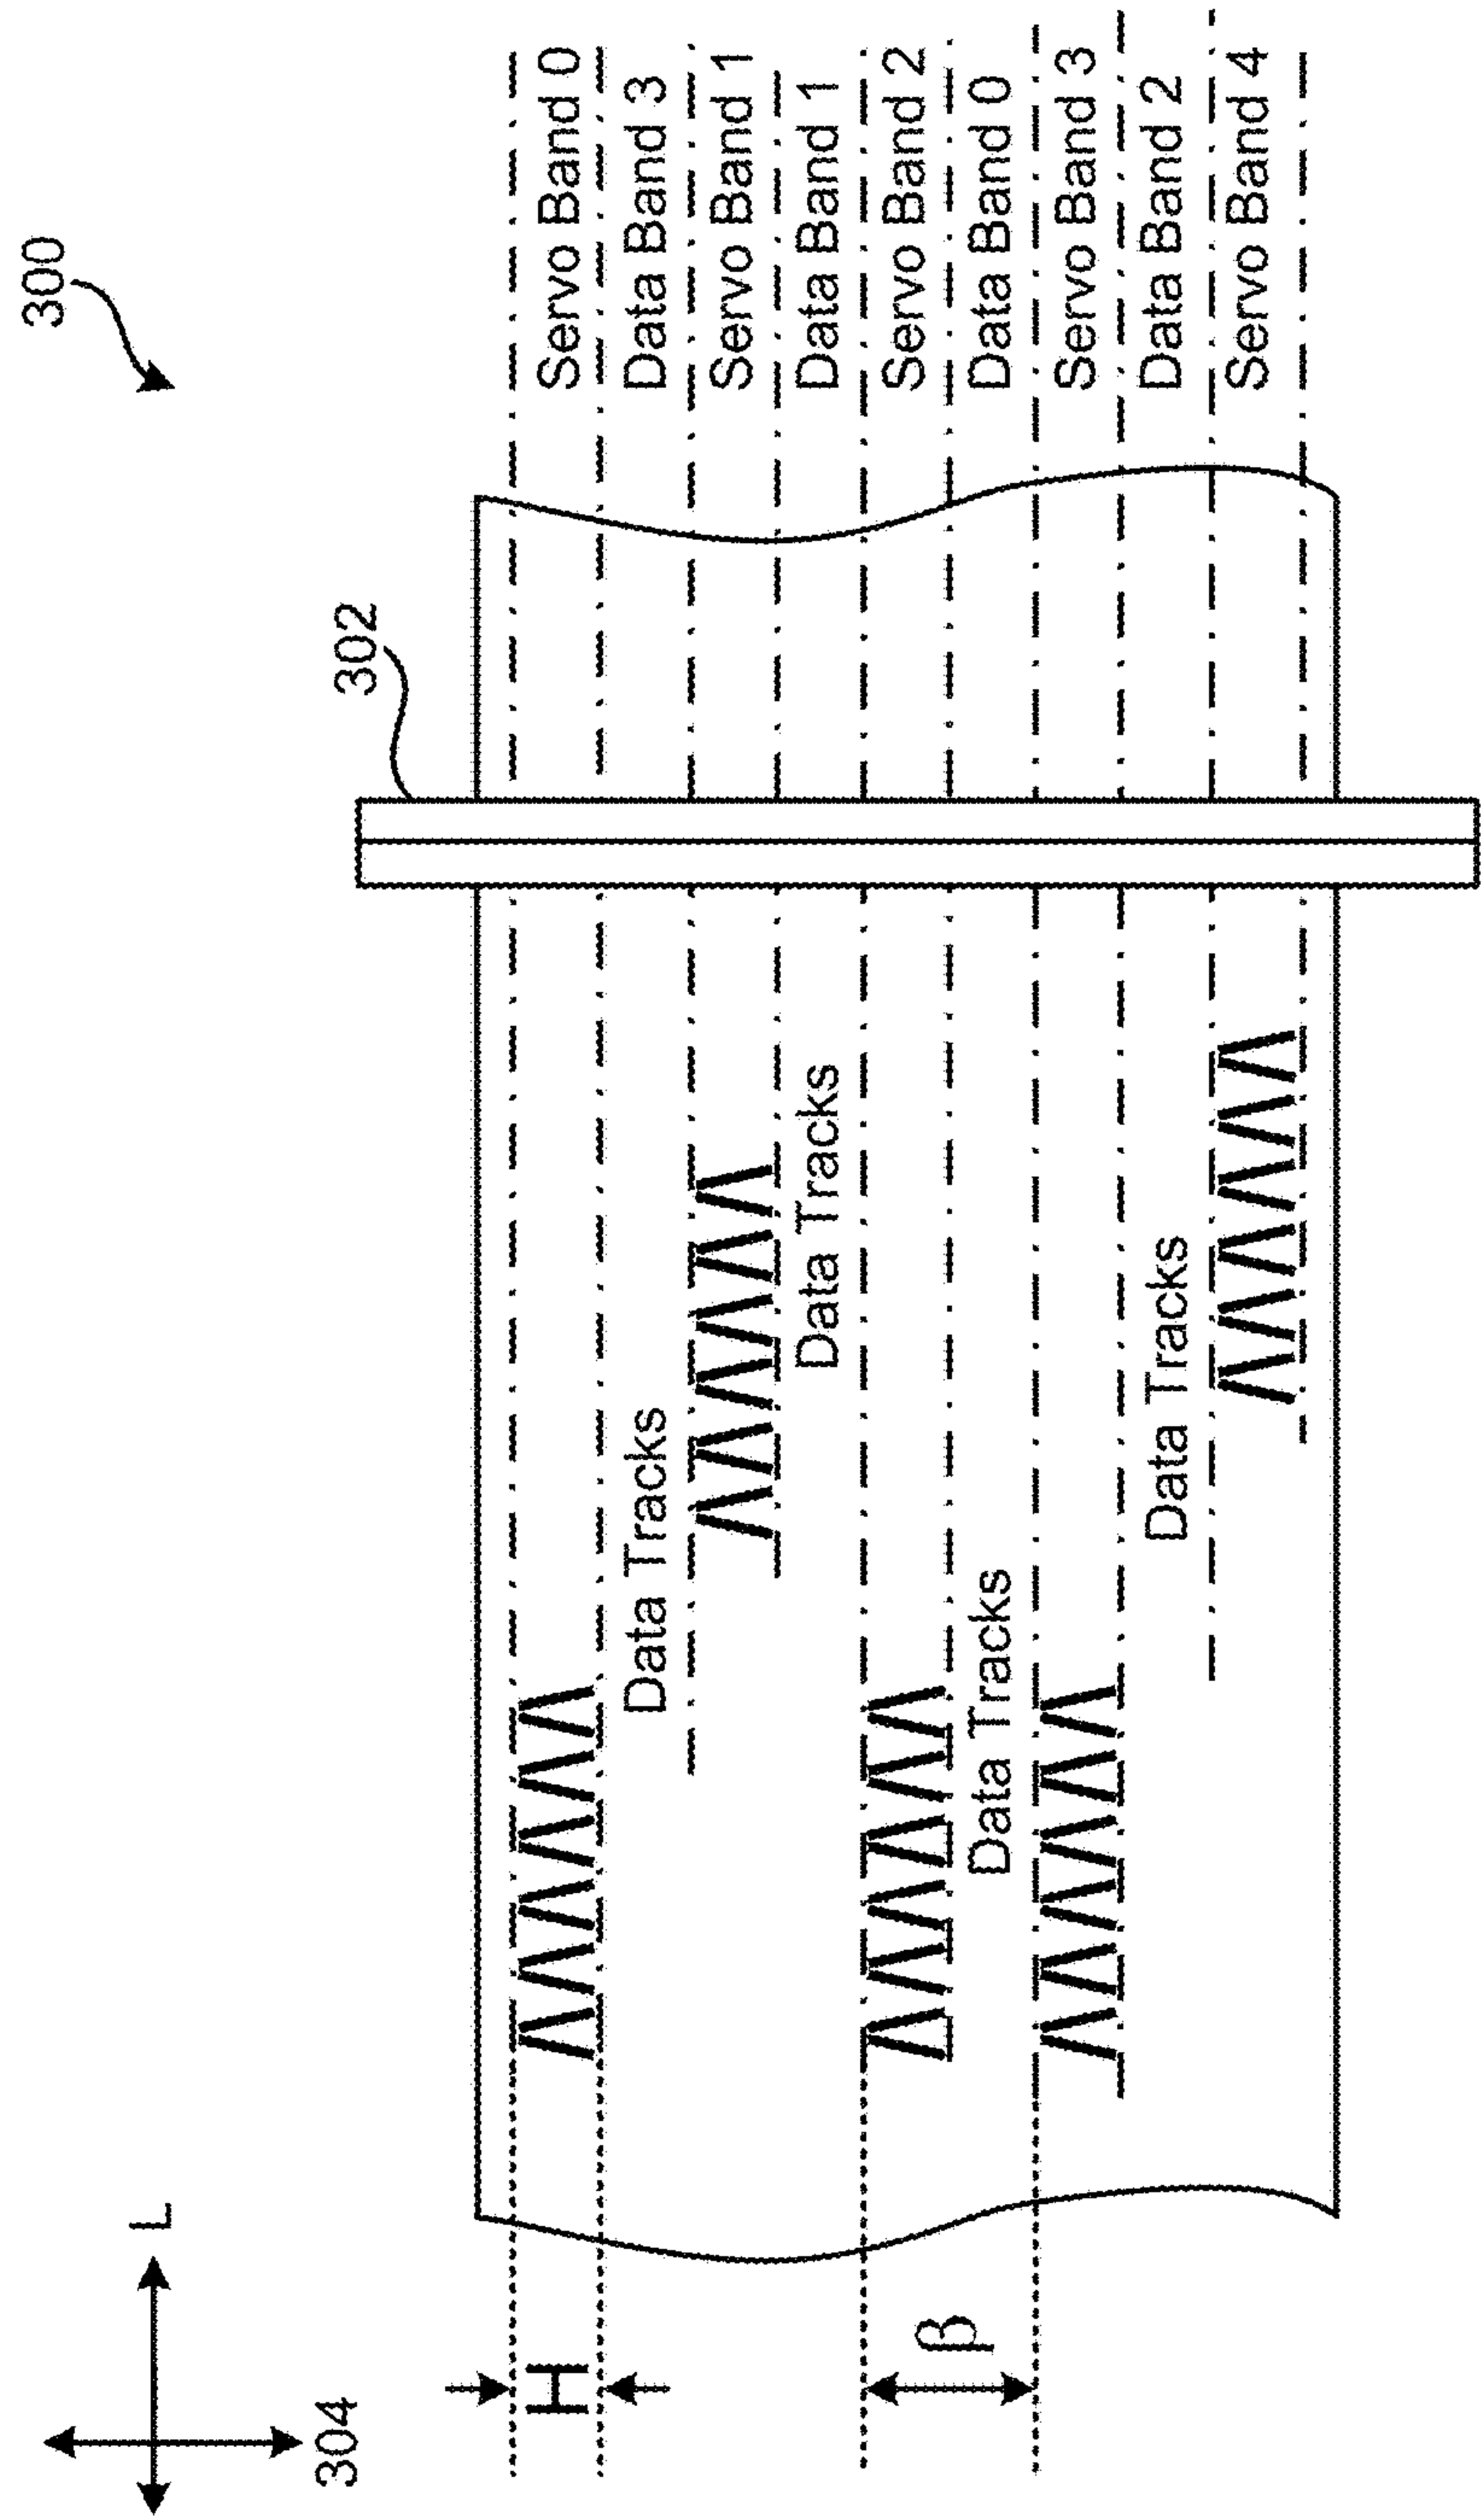 300
302
Servo Band 0
Data Band 3
Servo Band 1
Data Band 1
Servo Band 2
Data Band 0
Servo Band 3
Data Band 2
Servo Band 4
Data Tracks
Data Tracks
Data Tracks
Data Tracks
L
304
H
β